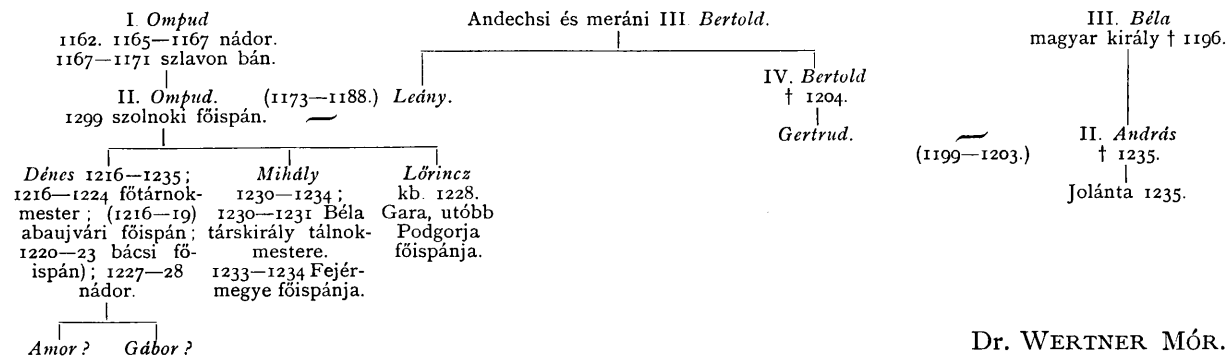 I. Ompud
1162. 1165—1167 nádor.
1167—1171 szlavon bán.
Andechsi és meráni III. Bertold.
III. Béla
magyar király † 1196.
II. Ompud. (1173—1188.) Leány.
1299 szolnoki főispán.
IV. Bertold
† 1204.
Gertrud.
(1199—1203.)
II. András
† 1235.
Jolánta 1235.
Dénes 1216—1235;
1216—1224 főtárnok-
mester; (1216—19)
abaujvári főispán;
1220—23 bácsi fő-
ispán); 1227—28
nádor.
Mihály
1230—1234;
1230—1231 Béla
társkirály tálnok-
mestere.
1233—1234 Fejér-
megye főispánja.
Lőrincz
kb. 1228.
Gara, utóbb
Podgorja
főispánja.
Amor? Gábor?
Dr. WERTNER MÓR.